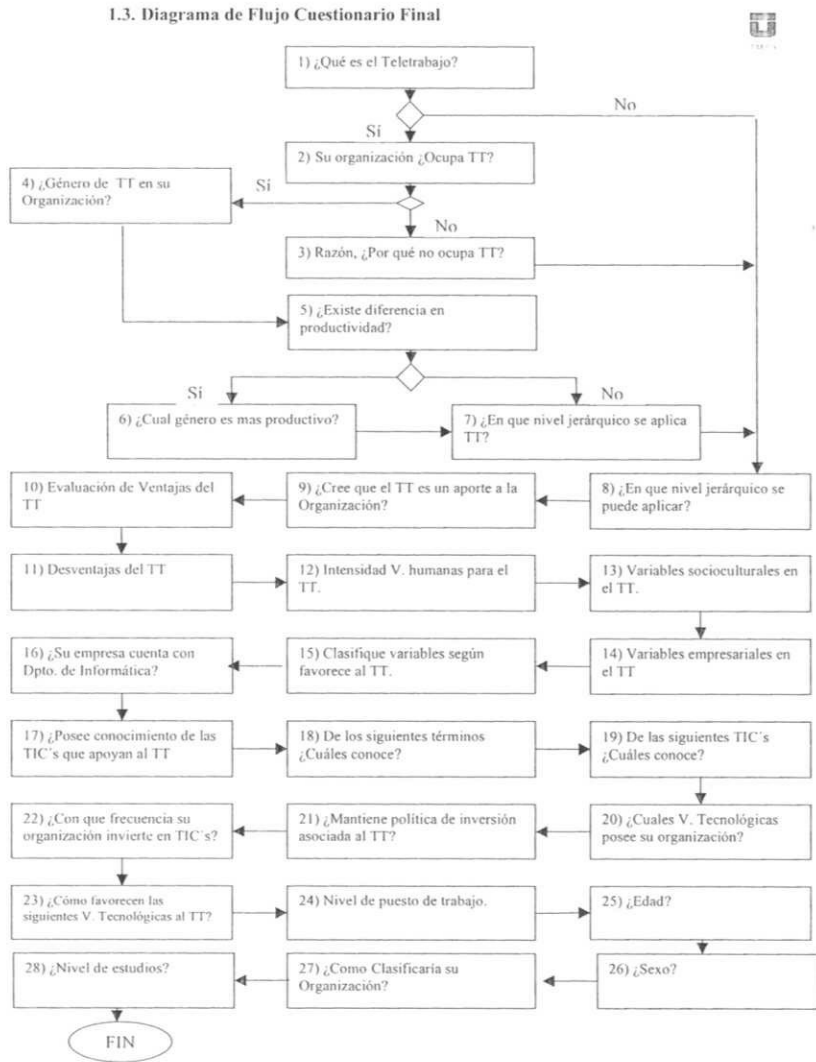 1.3. Diagrama de Flujo Cuestionario Final
1) ¿Qué es el Teletrabajo?
No
Sí
2) Su organización ¿Ocupa TT?
4) ¿Género de TT en su
Organización?
Sí
No
3) Razón, ¿Por qué no ocupa TT?
5) ¿Existe diferencia en
productividad?
Sí
No
6) ¿Cual género es mas productivo?
7) ¿En que nivel jerárquico se aplica
TT?
10) Evaluación de Ventajas del
TT
9) ¿Cree que el TT es un aporte a la
Organización?
8) ¿En que nivel jerárquico se
puede aplicar?
11) Desventajas del TT
12) Intensidad V. humanas para el
TT.
13) Variables socioculturales en
el TT.
16) ¿Su empresa cuenta con
Dpto. de Informática?
15) Clasifique variables según
favorece al TT.
14) Variables empresariales en
el TT
17) ¿Posee conocimiento de las
TIC´s que apoyan al TT
18) De los siguientes términos
¿Cuáles conoce?
19) De las siguientes TIC´s
¿Cuáles conoce?
22) ¿Con que frecuencia su
organización invierte en TIC´s?
21) ¿Mantiene política de inversión
asociada al TT?
20) ¿Cuales V. Tecnológicas
posee su organización?
23) ¿Cómo favorecen las
siguientes V. Tecnológicas al TT?
24) Nivel de puesto de trabajo.
25) ¿Edad?
28) ¿Nivel de estudios?
27) ¿Como Clasificaría su
Organización?
26) ¿Sexo?
FIN